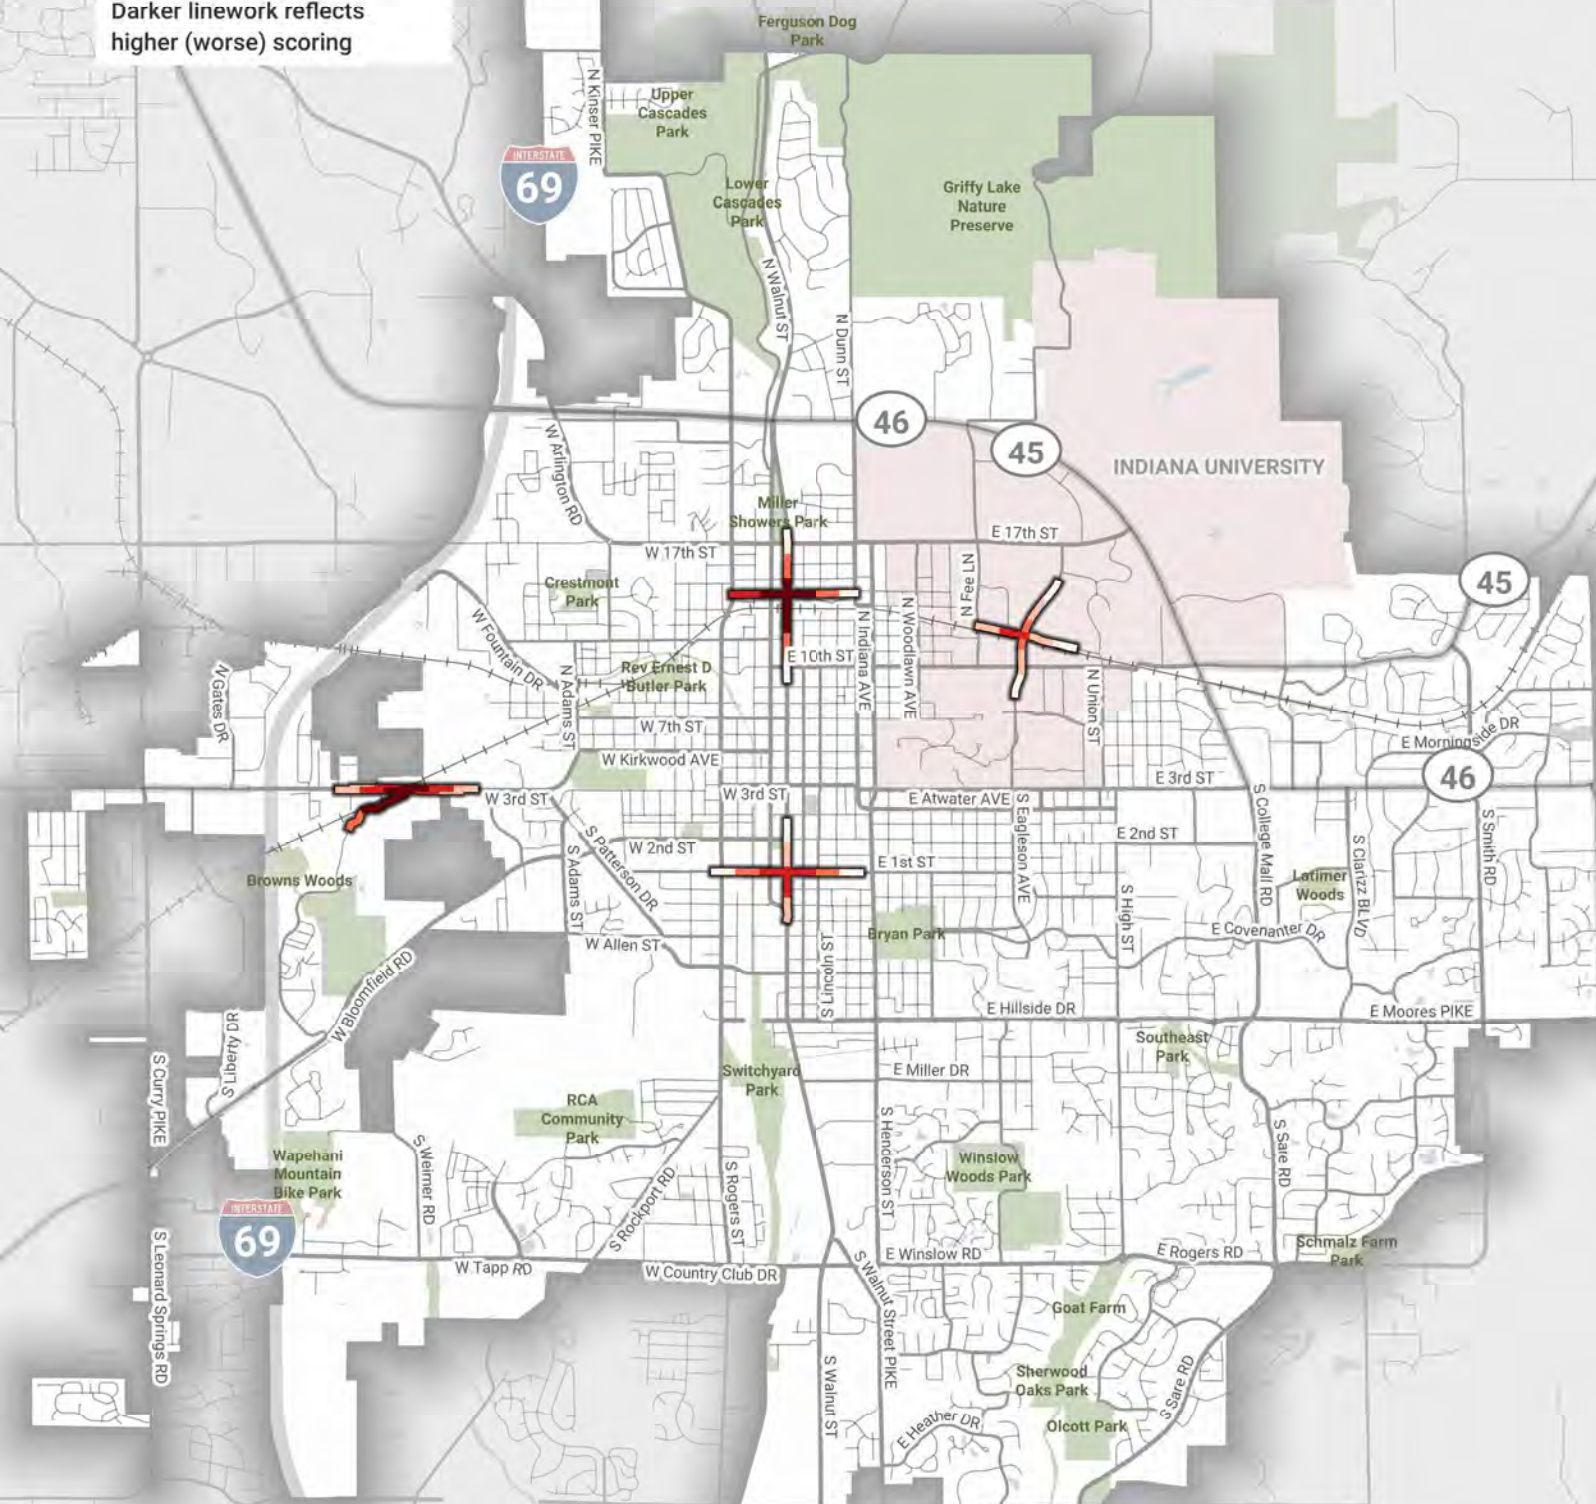 Darker linework reflects
higher (worse) scoring
Ferguson Dog
Park
N Kinser PIKE
Upper
Cascades
Park
INTERSTATE
69
Lower
Cascades
Park
Griffy Lake
Nature
Preserve
N Walnut ST
N Dunn ST
46
45
INDIANA UNIVERSITY
W Arlington RD
Miller
Showers Park
E 17th ST
W 17th ST
N Fee LN
Crestmont
Park
45
W Fountain DR
N Indiana AVE
N Woodlawn AVE
E 10th ST
Rev Ernest D
Butler Park
N Gates DR
N Adams ST
N Union ST
W 7th ST
E Morningside DR
W Kirkwood AVE
46
E 3rd ST
W 3rd ST
W 3rd ST
E Atwater AVE
S College Mall RD
S Smith RD
S Eagleson AVE
E 2nd ST
S Clarizz BLVD
S Patterson DR
W 2nd ST
S Adams ST
E 1st ST
Browns Woods
Latimer
Woods
S High ST
Bryan Park
E Covenanter DR
W Allen ST
S Lincoln ST
W Bloomfield RD
E Hillside DR
E Moores PIKE
S Liberty DR
S Curry PIKE
Southeast
Park
Switchyard
Park
E Miller DR
RCA
Community
Park
S Henderson ST
S Sare RD
S Weimer RD
Wapehani
Mountain
Bike Park
Winslow
Woods Park
S Rogers ST
S Rockport RD
INTERSTATE
69
S Leonard Springs RD
E Winslow RD
E Rogers RD
Schmalz Farm
Park
W Tapp RD
W Country Club DR
S Walnut Street PIKE
Goat Farm
S Walnut ST
Sherwood
Oaks Park
S Sare RD
E Heather DR
Olcott Park